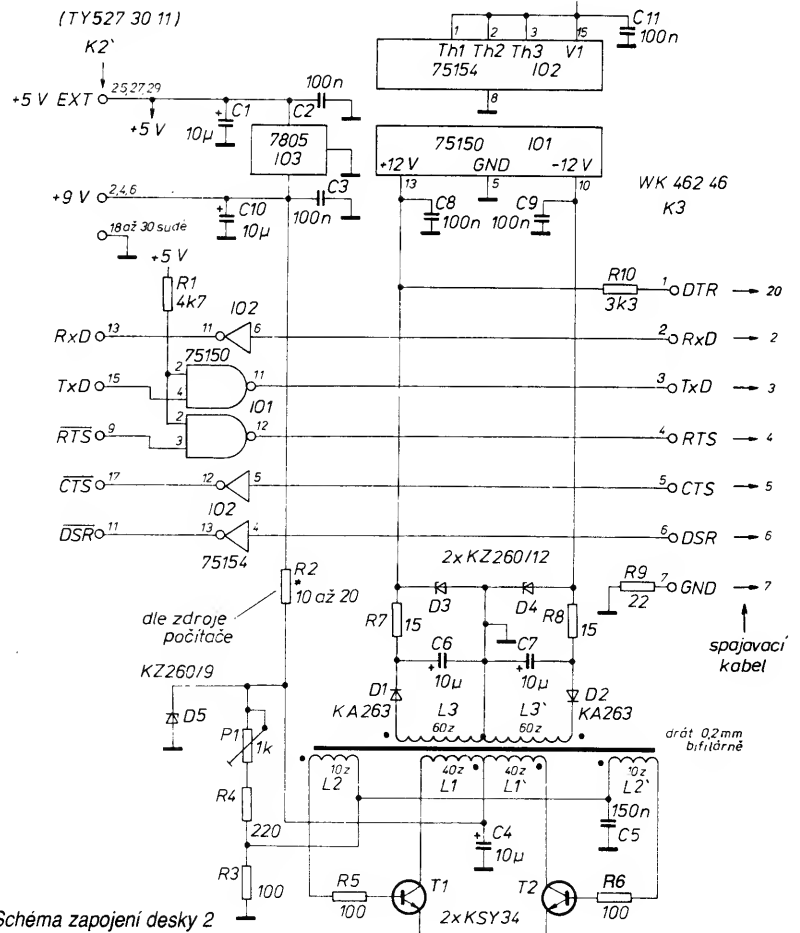 (TY527 30 11)
K2`
+5 V EXT 25,27,29
+5 V
C1
10µ
C2
100n
7805
IO3
+9 V 2,4,6
C10
10µ
C3
100n
18 až 30 sudé
1 2 3 15
Th1 Th2 Th3 V1
75154 IO2
8
C11
100n
75150 IO1
+12 V GND -12 V
13 5 10
C8
100n
C9
100n
WK 462 46
K3
+5 V
R1
4k7
R10
3k3
1 DTR 20
IO2
RxD 13 11 6 2 RxD 2
75150
TxD 15 2 4 11 3 TxD 3
IO1
RTS 9 2 3 12 4 RTS 4
CTS 17 12 5 5 CTS 5
IO2
DSR 11 13 4 6 DSR 6
75154
2xKZ260/12
R2
*
10 až 20
dle zdroje
počítače
D3 D4
R7
15
R8
15
R9
22
7 GND 7
spajavací
kabel
C6
10µ
C7
10µ
KZ260/9
D5
D1
KA263
D2
KA263
L3 L3`
60z 60z
P1
1k
drát 0,2mm
bifilárně
10z
L2
40z 40z
L1 L1`
10z
L2`
R4
220
150n
C5
C4
10µ
R3
100
R5
100
T1 T2
R6
100
2xKSY34
Schéma zapojení desky 2